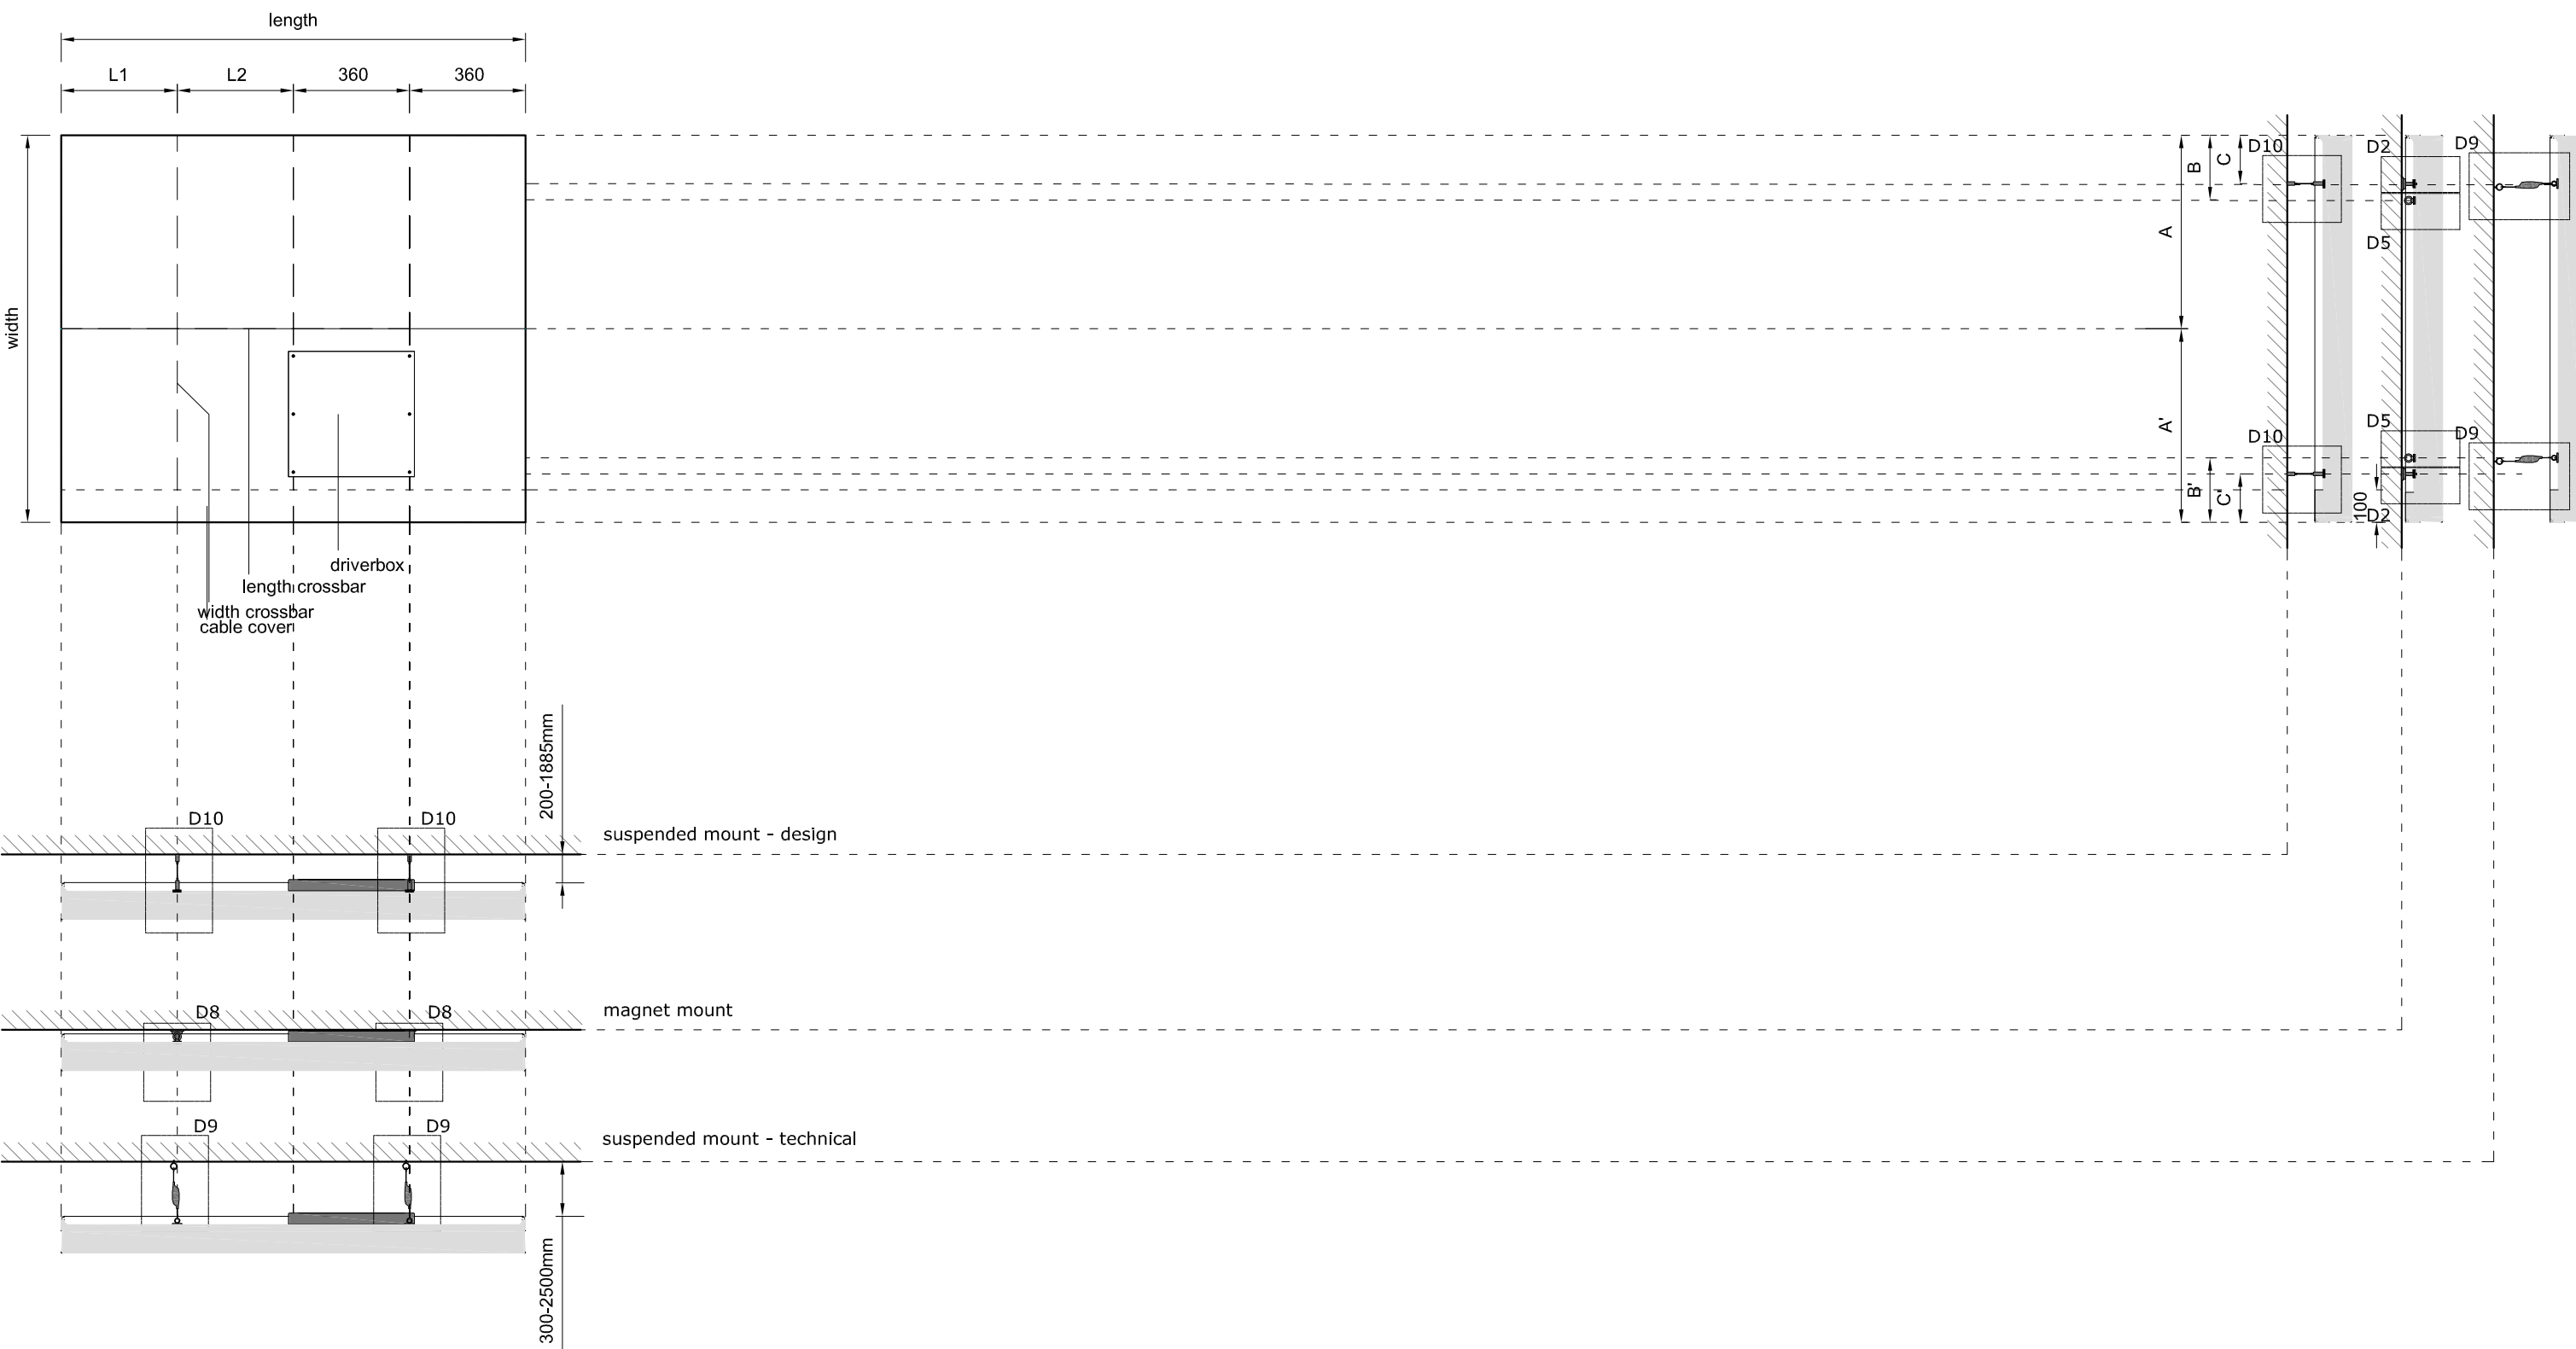 length
L1 L2 360 360
width
driverbox
length crossbar
width crossbar
cable cover
A
B
C
A'
B'
C'
100
D10
D2
D9
D5
D10
D5
D9
D2
200-1885mm
D10 D10
suspended mount - design
D8 D8
magnet mount
D9 D9
suspended mount - technical
300-2500mm